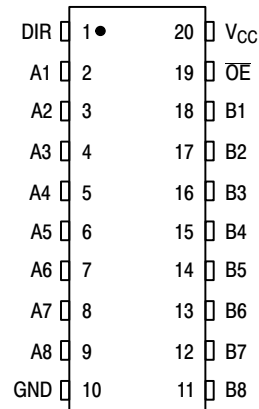 DIR 1 20 VCC
A1 2 19 OE
A2 3 18 B1
A3 4 17 B2
A4 5 16 B3
A5 6 15 B4
A6 7 14 B5
A7 8 13 B6
A8 9 12 B7
GND 10 11 B8